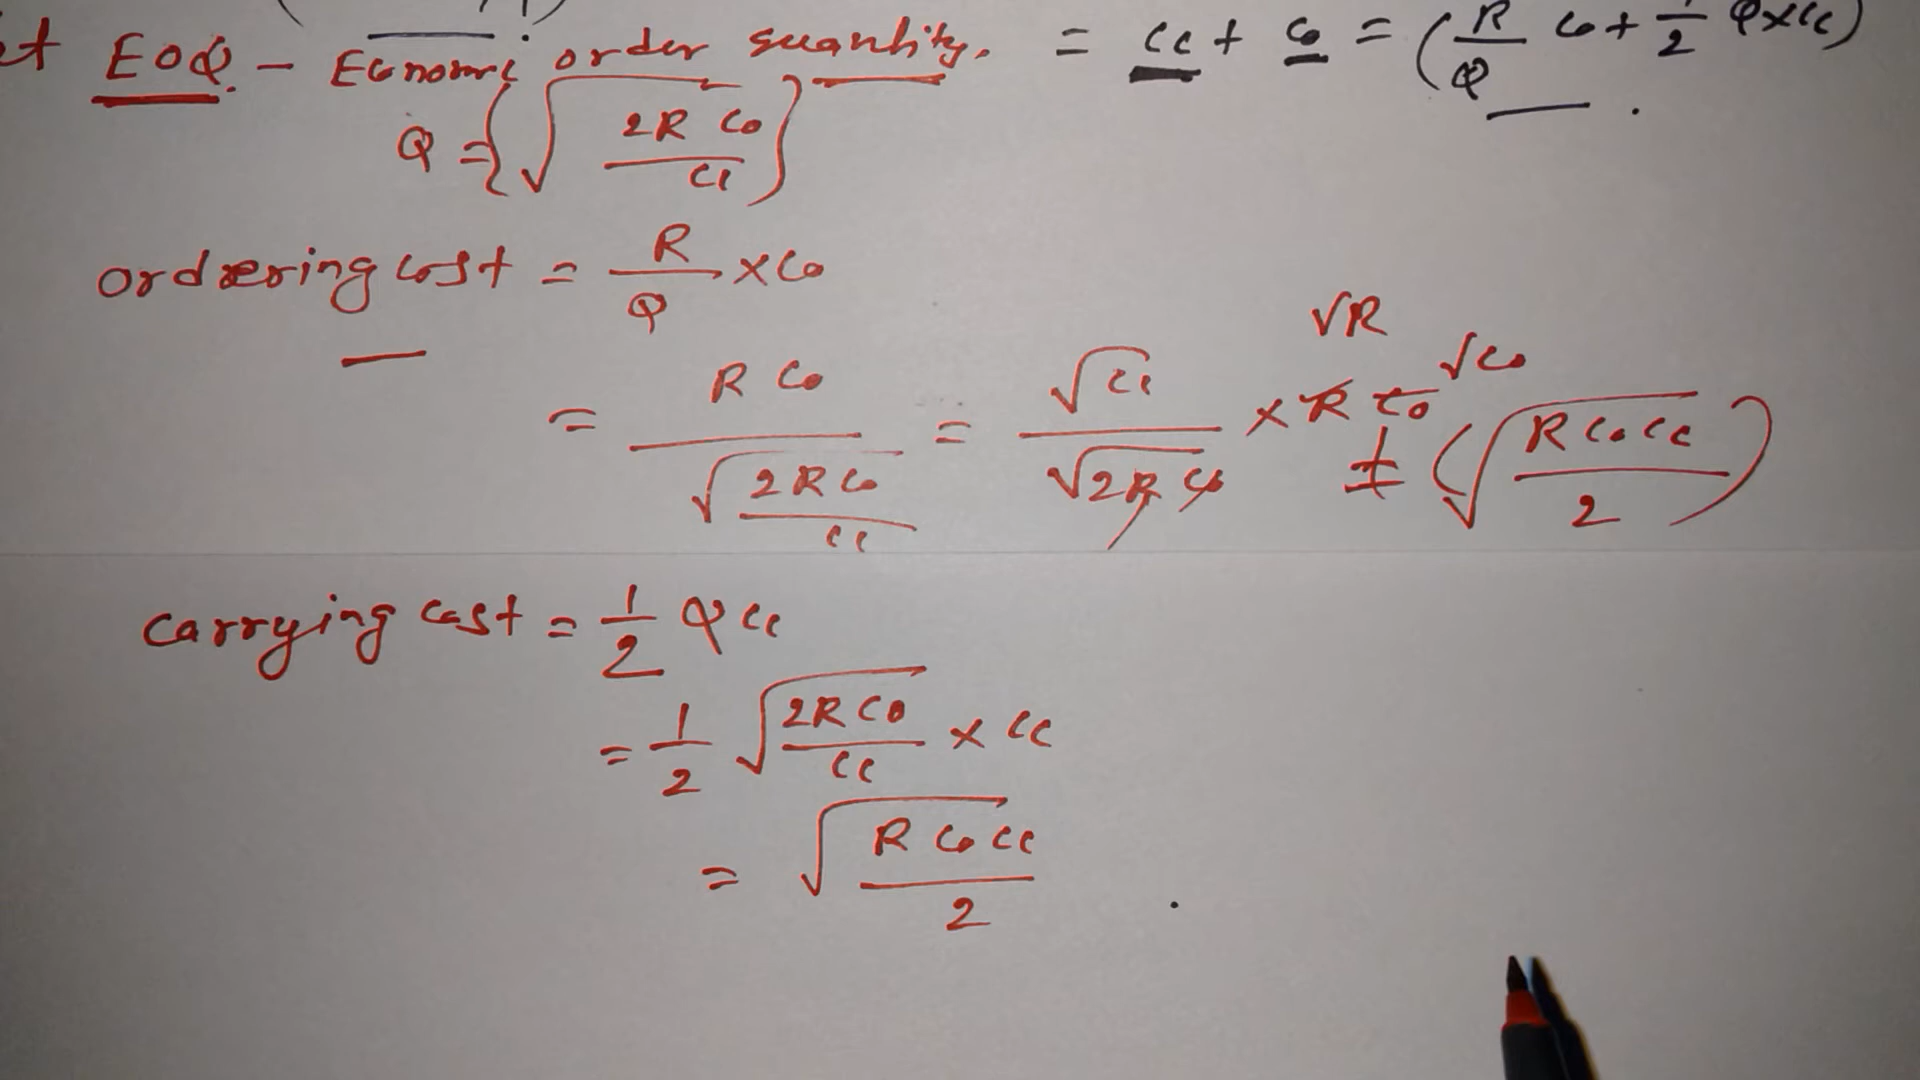 EOQ - Economic order quantity. = Cc + Co = (R/Q Co + 1/2 Q×Cc)
Q = {√(2R Co / Cc)}
ordering cost = R/Q × Co
= R Co / √(2R Co / Cc) = √Cc / √2R Co × R Co √R √Co ± (√(R Co Cc / 2))
carrying cost = 1/2 Q Cc
= 1/2 √(2R Co / Cc) × Cc
= √(R Co Cc / 2)